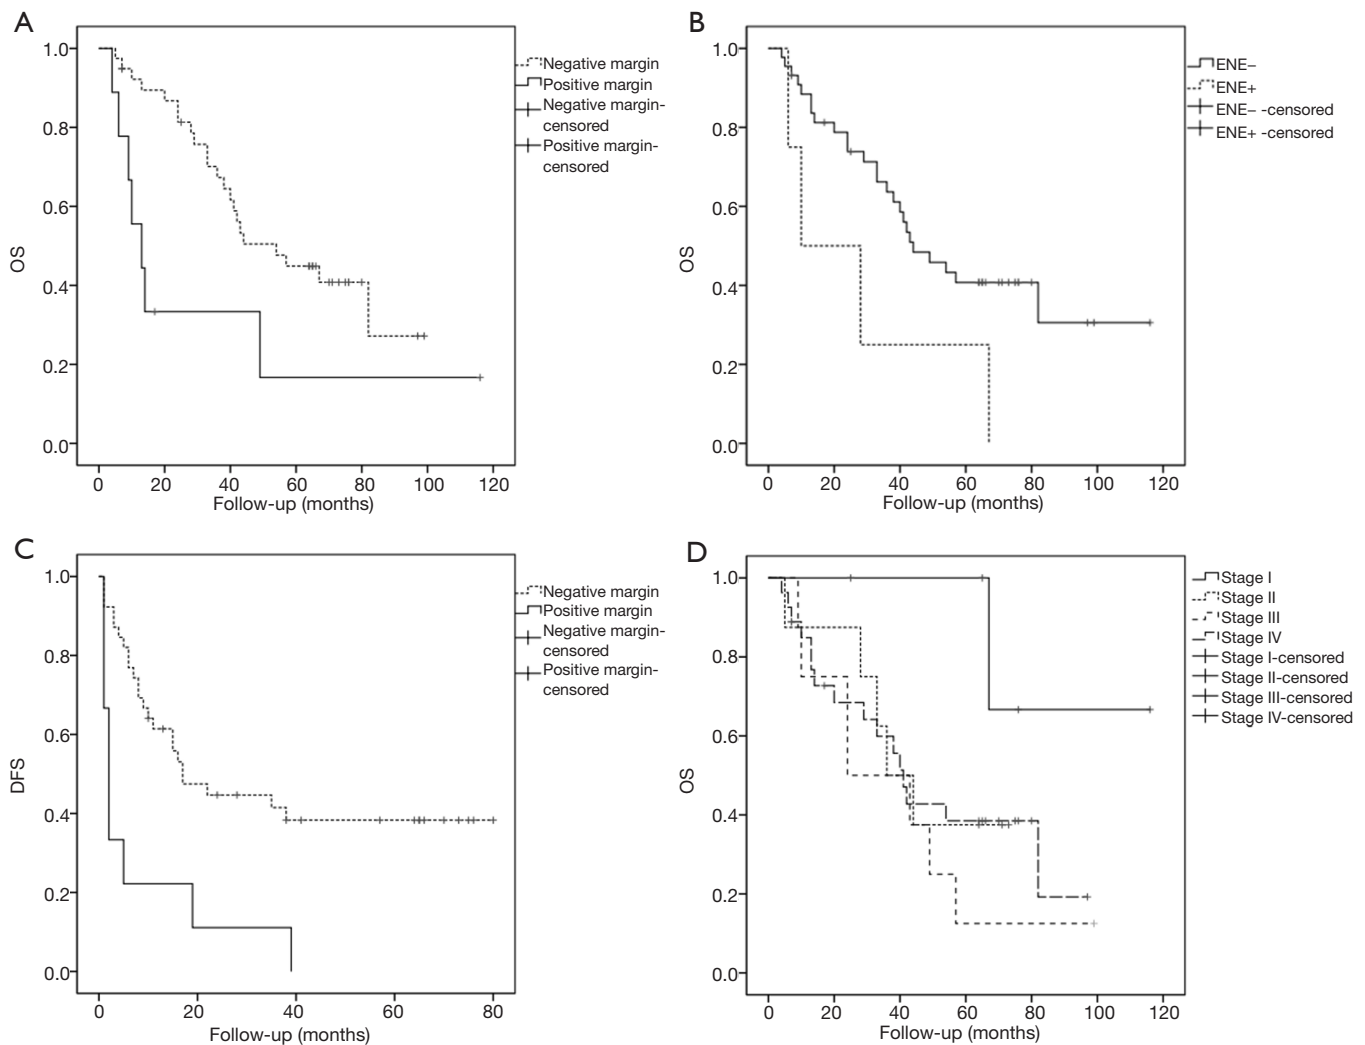 A
1.0
0.8
0.6
0.4
0.2
0.0
OS
0 20 40 60 80 100 120
Follow-up (months)
Negative margin
Positive margin
Negative margin-
censored
Positive margin-
censored
B
1.0
0.8
0.6
0.4
0.2
0.0
OS
0 20 40 60 80 100 120
Follow-up (months)
ENE–
ENE+
ENE– -censored
ENE+ -censored
C
1.0
0.8
0.6
0.4
0.2
0.0
DFS
0 20 40 60 80
Follow-up (months)
Negative margin
Positive margin
Negative margin-
censored
Positive margin-
censored
D
1.0
0.8
0.6
0.4
0.2
0.0
OS
0 20 40 60 80 100 120
Follow-up (months)
Stage I
Stage II
Stage III
Stage IV
Stage I-censored
Stage II-censored
Stage III-censored
Stage IV-censored